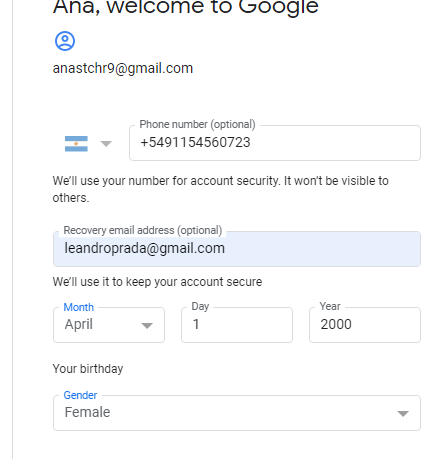 Ana, welcome to Google
anastchr9@gmail.com
Phone number (optional)
+5491154560723
We'll use your number for account security. It won't be visible to
others.
Recovery email address (optional)
leandroprada@gmail.com
We'll use it to keep your account secure
Month Day Year
April 1 2000
Your birthday
Gender
Female